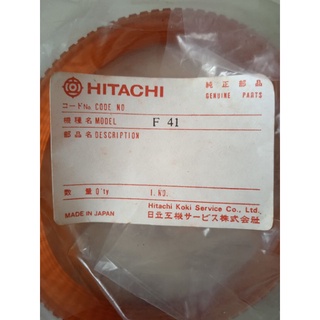 HITACHI 純正部品
GENUINE PARTS
コードNo. CODE NO
機種名 MODEL F 41
部品名 DESCRIPTION
数量 Q'ty 1.KO.
Hitachi Koki Service Co., Ltd.
MADE IN JAPAN 日立工機サービス株式会社